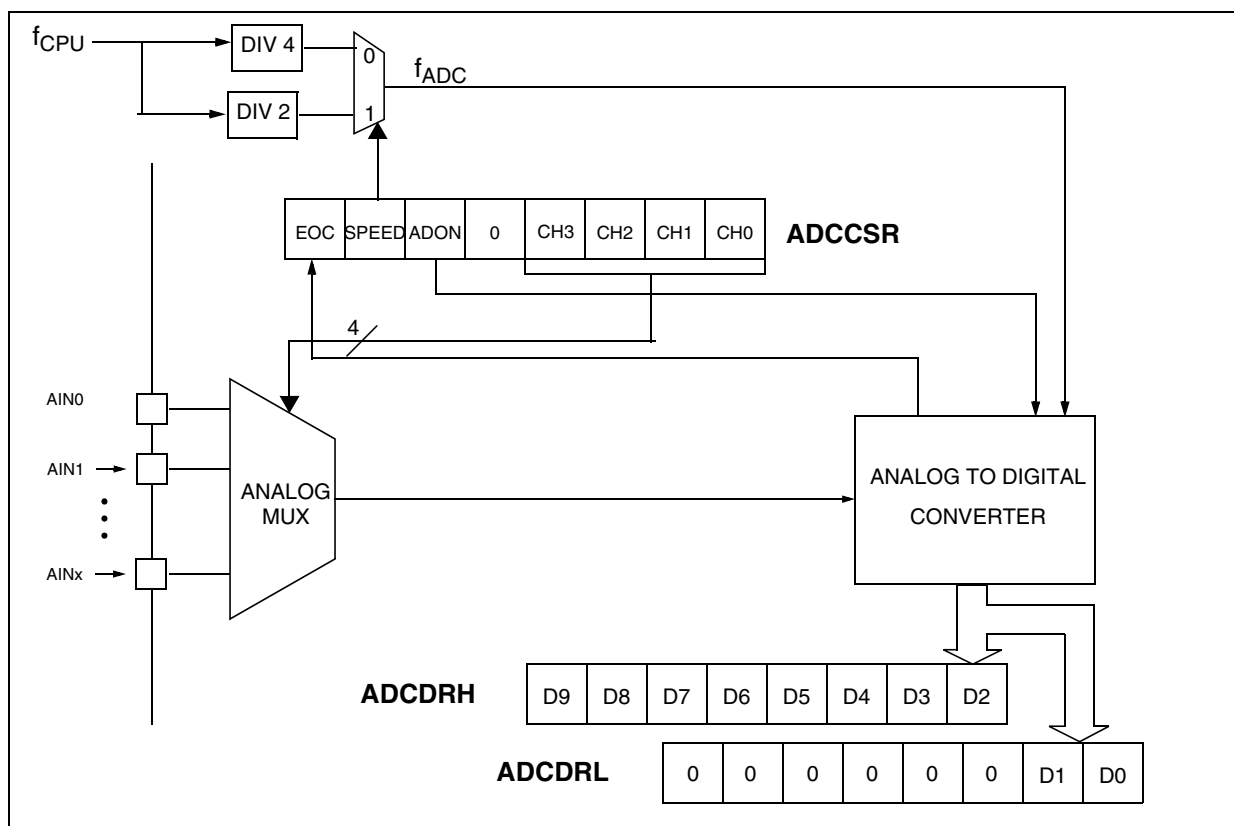 fCPU
DIV 4
0
fADC
DIV 2
1
EOC SPEED ADON 0 CH3 CH2 CH1 CH0 ADCCSR
4
AIN0
AIN1
AINx
ANALOG
MUX
ANALOG TO DIGITAL
CONVERTER
ADCDRH D9 D8 D7 D6 D5 D4 D3 D2
ADCDRL 0 0 0 0 0 0 D1 D0